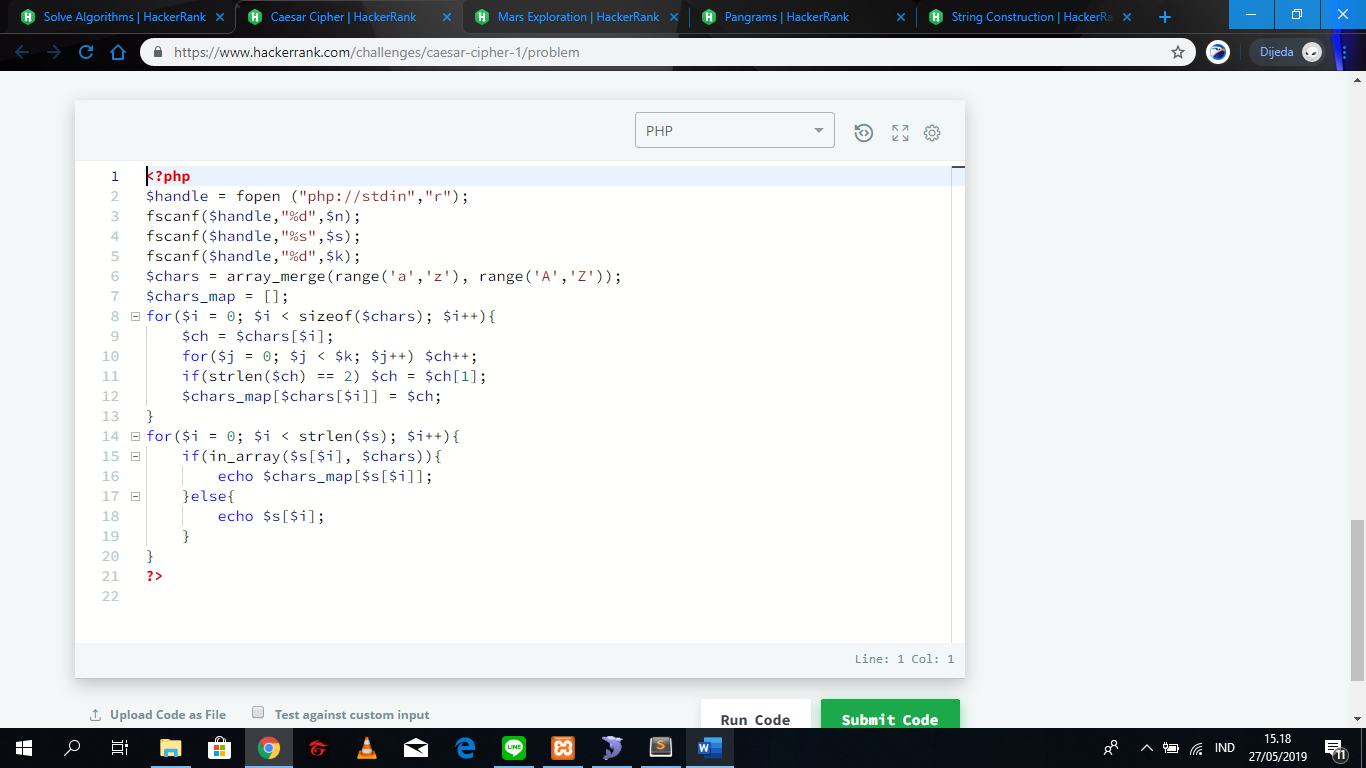 Solve Algorithms | HackerRank
Caesar Cipher | HackerRank
Mars Exploration | HackerRank
Pangrams | HackerRank
String Construction | HackerRa
https://www.hackerrank.com/challenges/caesar-cipher-1/problem
Dijeda
PHP
1 <?php
2 $handle = fopen ("php://stdin","r");
3 fscanf($handle,"%d",$n);
4 fscanf($handle,"%s",$s);
5 fscanf($handle,"%d",$k);
6 $chars = array_merge(range('a','z'), range('A','Z'));
7 $chars_map = [];
8 for($i = 0; $i < sizeof($chars); $i++){
9     $ch = $chars[$i];
10     for($j = 0; $j < $k; $j++) $ch++;
11     if(strlen($ch) == 2) $ch = $ch[1];
12     $chars_map[$chars[$i]] = $ch;
13 }
14 for($i = 0; $i < strlen($s); $i++){
15     if(in_array($s[$i], $chars)){
16         echo $chars_map[$s[$i]];
17     }else{
18         echo $s[$i];
19     }
20 }
21 ?>
22
Line: 1 Col: 1
Upload Code as File
Test against custom input
Run Code
Submit Code
LINE
S
W
IND
15.18
27/05/2019
11